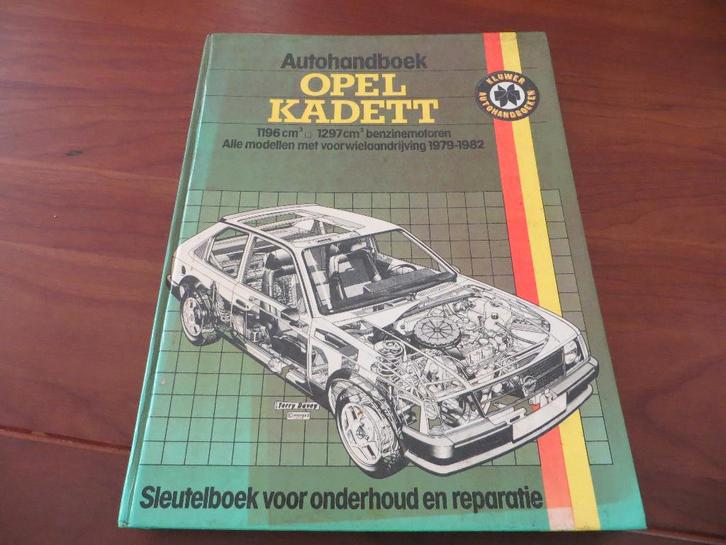 Autohandboek
OPEL
KADETT
1196 cm³ □ 1297 cm³ benzinemotoren
Alle modellen met voorwielaandrijving 1979-1982
KLUWER
AUTOHANDBOEKEN
Terry Davey
Sleutelboek voor onderhoud en reparatie